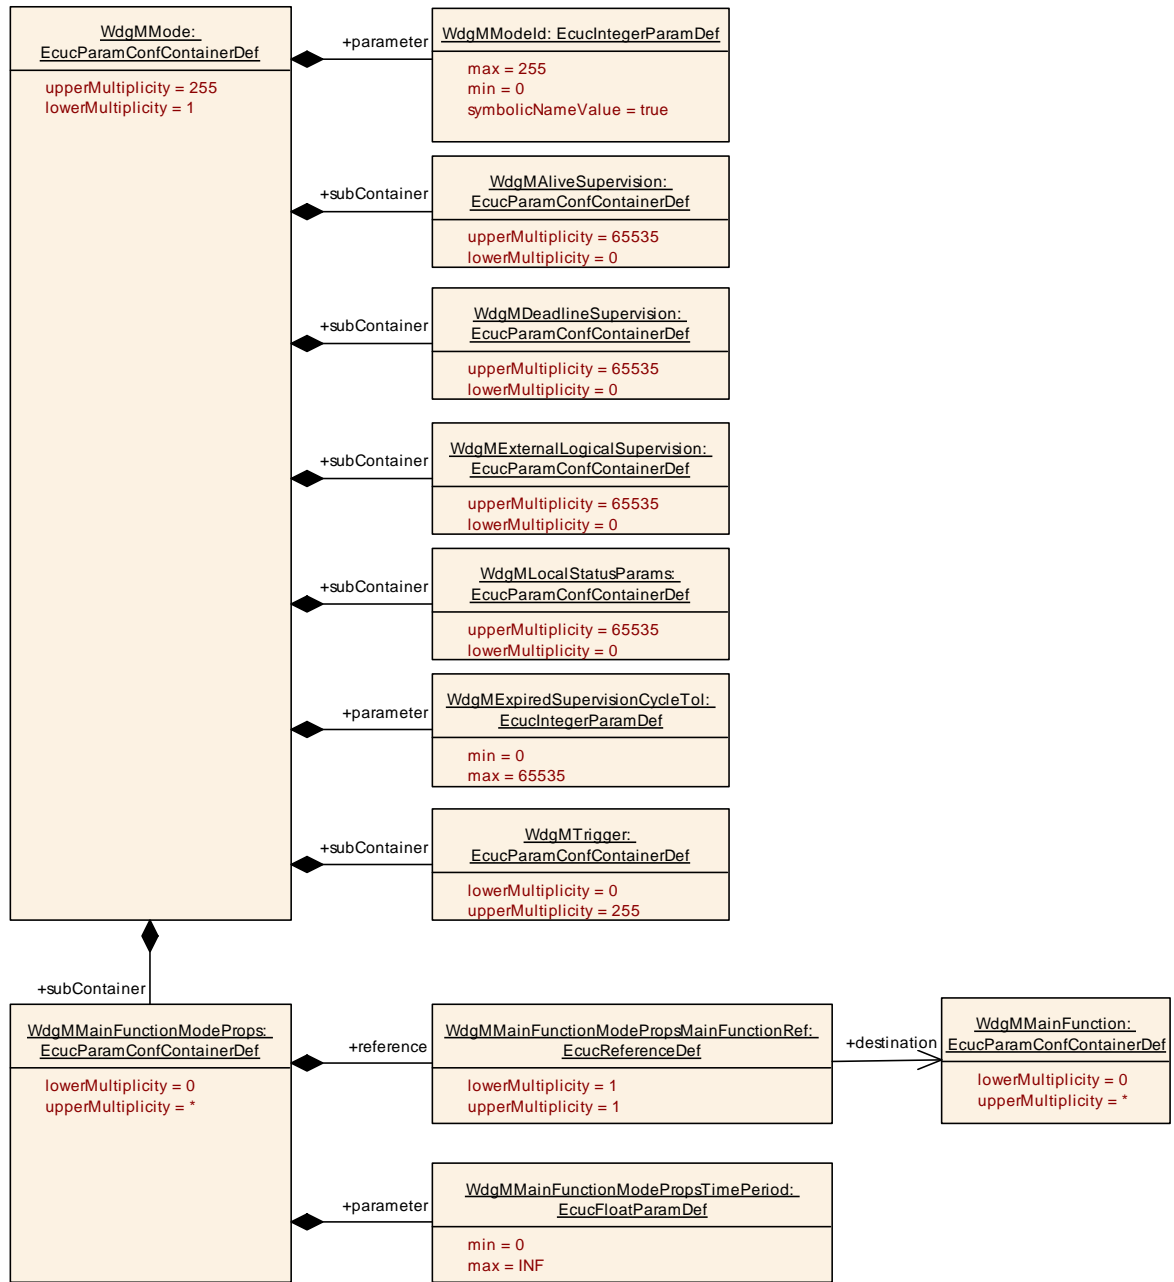 WdgMMode:
EcucParamConfContainerDef
upperMultiplicity = 255
lowerMultiplicity = 1
+parameter
WdgMModeId: EcucIntegerParamDef
max = 255
min = 0
symbolicNameValue = true
+subContainer
WdgMAliveSupervision:
EcucParamConfContainerDef
upperMultiplicity = 65535
lowerMultiplicity = 0
+subContainer
WdgMDeadlineSupervision:
EcucParamConfContainerDef
upperMultiplicity = 65535
lowerMultiplicity = 0
+subContainer
WdgMExternalLogicalSupervision:
EcucParamConfContainerDef
upperMultiplicity = 65535
lowerMultiplicity = 0
+subContainer
WdgMLocalStatusParams:
EcucParamConfContainerDef
upperMultiplicity = 65535
lowerMultiplicity = 0
+parameter
WdgMExpiredSupervisionCycleTol:
EcucIntegerParamDef
min = 0
max = 65535
+subContainer
WdgMTrigger:
EcucParamConfContainerDef
lowerMultiplicity = 0
upperMultiplicity = 255
+subContainer
WdgMMainFunctionModeProps:
EcucParamConfContainerDef
lowerMultiplicity = 0
upperMultiplicity = *
+reference
WdgMMainFunctionModePropsMainFunctionRef:
EcucReferenceDef
lowerMultiplicity = 1
upperMultiplicity = 1
+destination
WdgMMainFunction:
EcucParamConfContainerDef
lowerMultiplicity = 0
upperMultiplicity = *
+parameter
WdgMMainFunctionModePropsTimePeriod:
EcucFloatParamDef
min = 0
max = INF